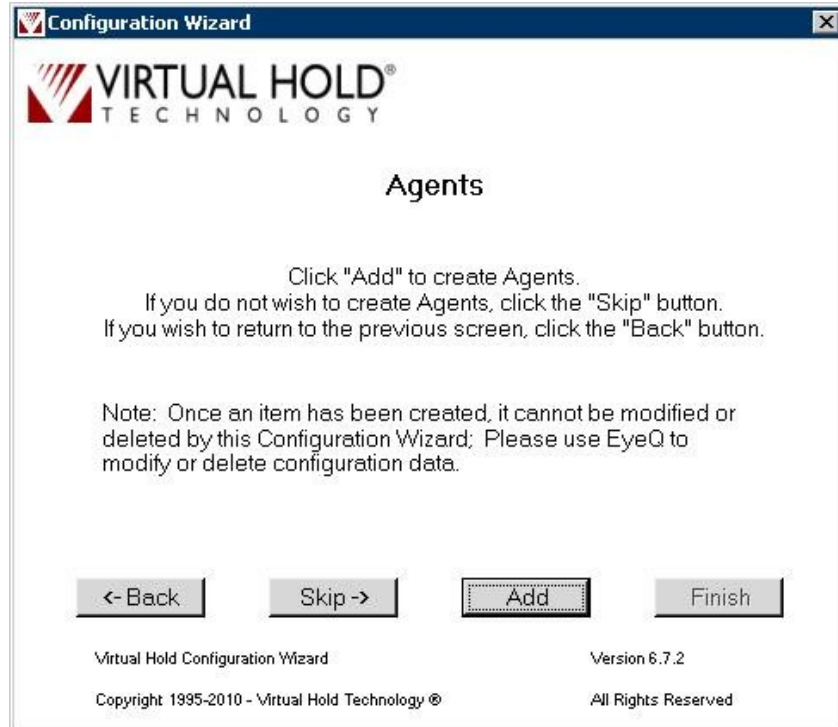 Configuration Wizard
VIRTUAL HOLD®
TECHNOLOGY
Agents
Click "Add" to create Agents.
If you do not wish to create Agents, click the "Skip" button.
If you wish to return to the previous screen, click the "Back" button.
Note:  Once an item has been created, it cannot be modified or
deleted by this Configuration Wizard;  Please use EyeQ to
modify or delete configuration data.
<- Back
Skip ->
Add
Finish
Virtual Hold Configuration Wizard
Version 6.7.2
Copyright 1995-2010 - Virtual Hold Technology ®
All Rights Reserved